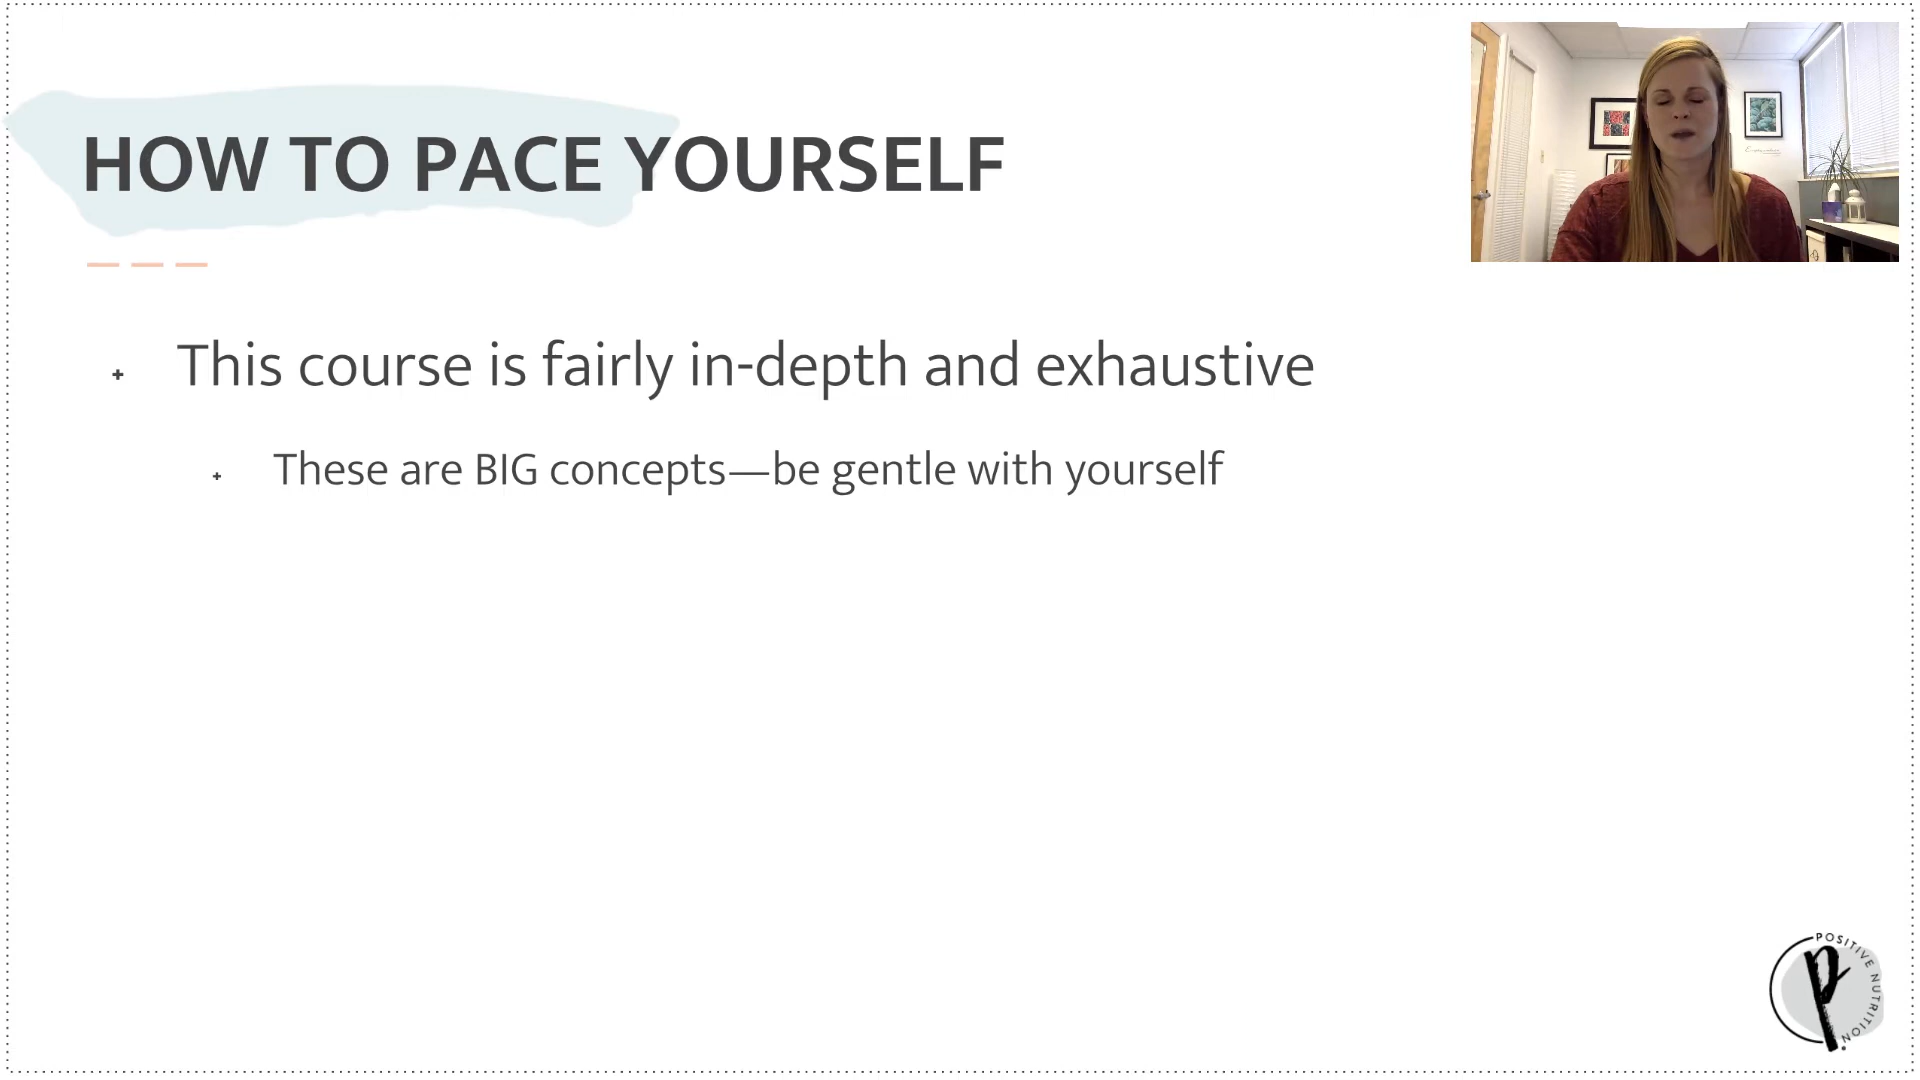 HOW TO PACE YOURSELF
This course is fairly in-depth and exhaustive
These are BIG concepts—be gentle with yourself
POSITIVE NUTRITION